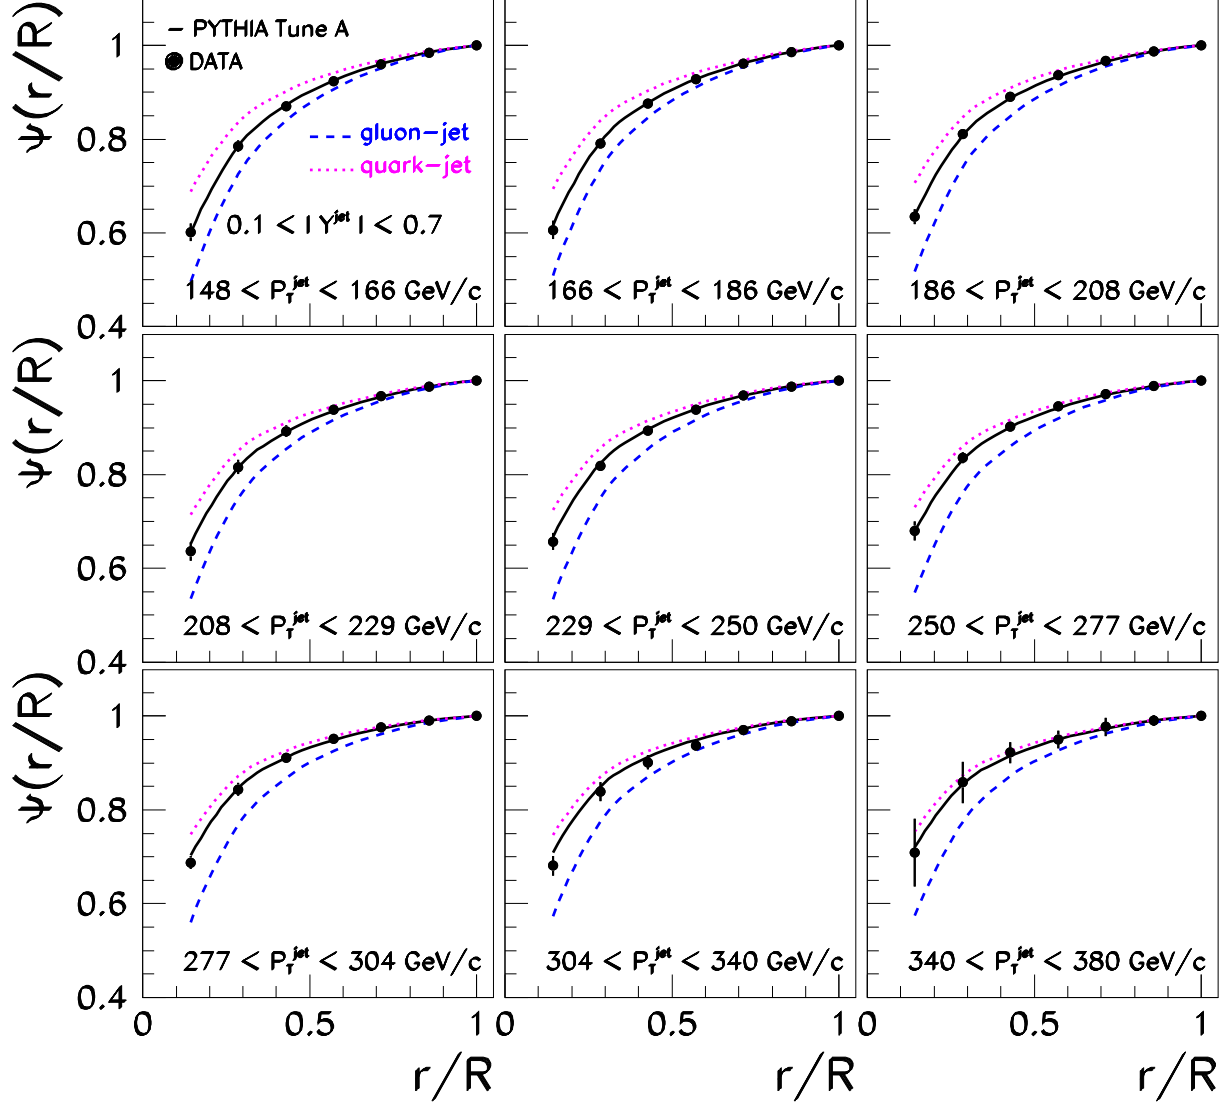 ψ(r/R)
1
0.8
0.6
0.4
– PYTHIA Tune A
● DATA
gluon-jet
quark-jet
0.1 < |Y^jet| < 0.7
148 < P_T^jet < 166 GeV/c
166 < P_T^jet < 186 GeV/c
186 < P_T^jet < 208 GeV/c
ψ(r/R)
1
0.8
0.6
0.4
208 < P_T^jet < 229 GeV/c
229 < P_T^jet < 250 GeV/c
250 < P_T^jet < 277 GeV/c
ψ(r/R)
1
0.8
0.6
0.4
277 < P_T^jet < 304 GeV/c
304 < P_T^jet < 340 GeV/c
340 < P_T^jet < 380 GeV/c
0 0.5 1
0 0.5 1
0 0.5 1
r/R
r/R
r/R